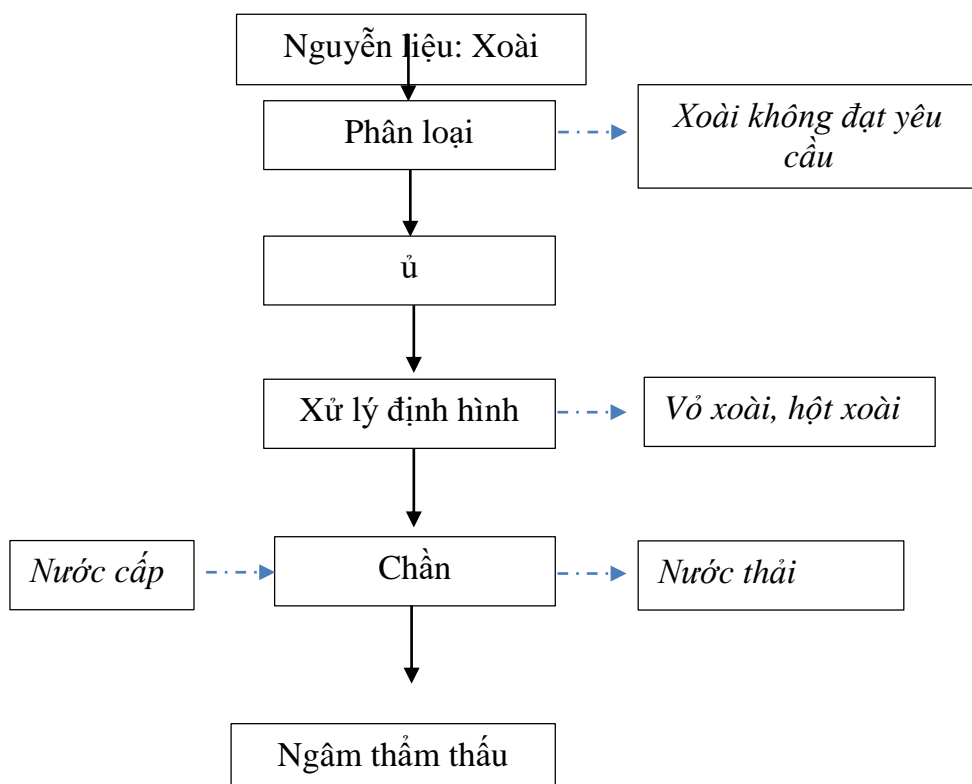 Nguyễn liệu: Xoài
Phân loại
Xoài không đạt yêu
cầu
ủ
Xử lý định hình
Vỏ xoài, hột xoài
Nước cấp
Chần
Nước thải
Ngâm thẩm thấu